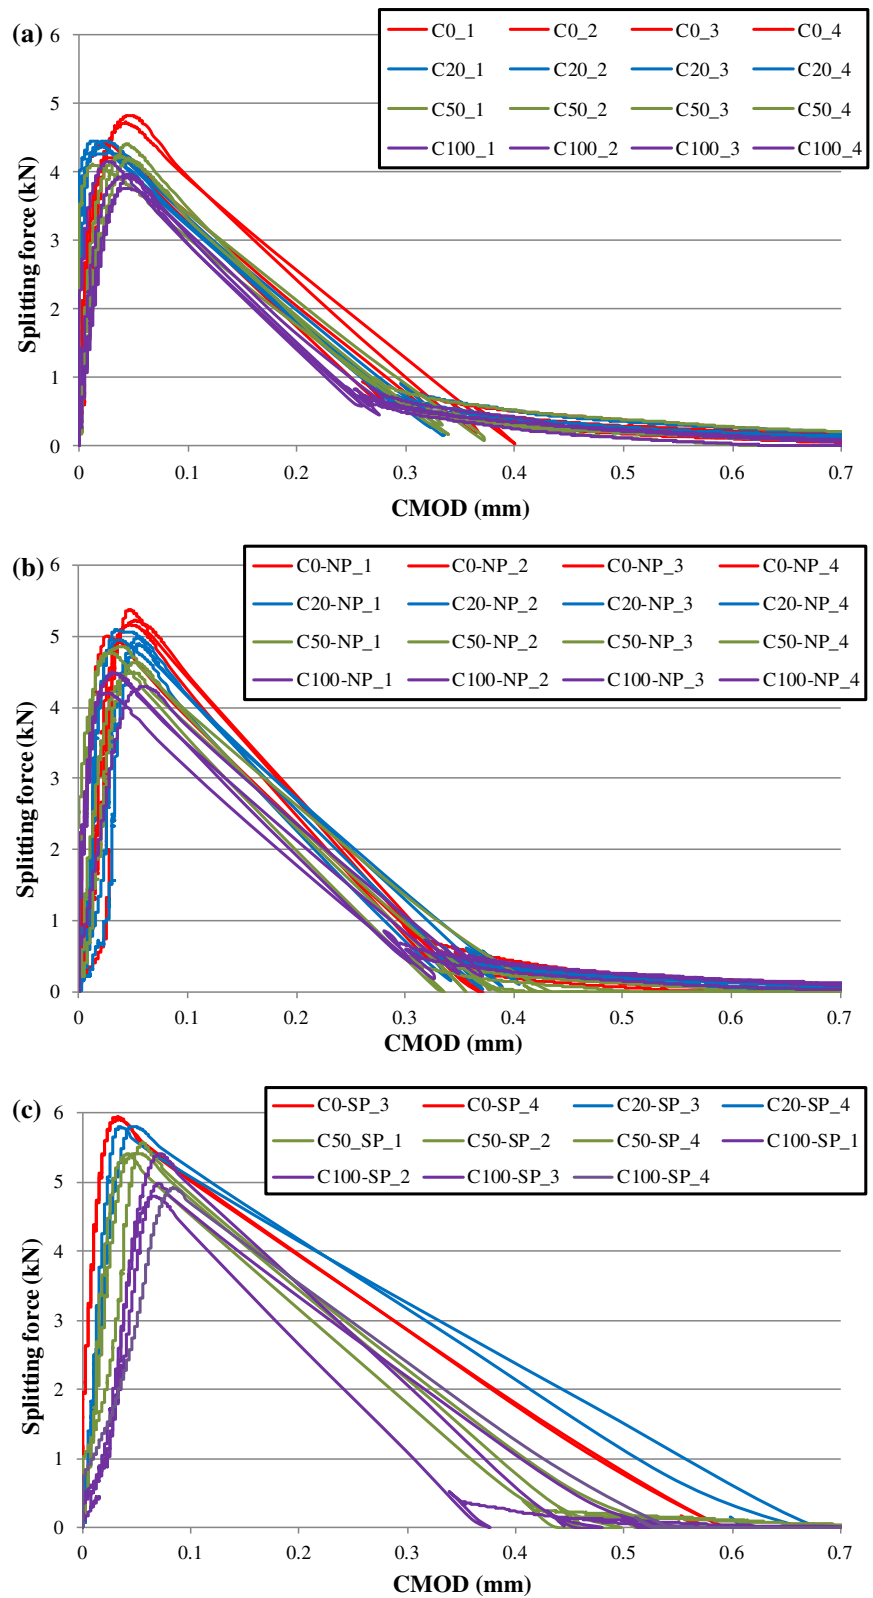 (a)
C0_1 C0_2 C0_3 C0_4
C20_1 C20_2 C20_3 C20_4
C50_1 C50_2 C50_3 C50_4
C100_1 C100_2 C100_3 C100_4
Splitting force (kN)
6
5
4
3
2
1
0
0 0.1 0.2 0.3 0.4 0.5 0.6 0.7
CMOD (mm)
(b)
C0-NP_1 C0-NP_2 C0-NP_3 C0-NP_4
C20-NP_1 C20-NP_2 C20-NP_3 C20-NP_4
C50-NP_1 C50-NP_2 C50-NP_3 C50-NP_4
C100-NP_1 C100-NP_2 C100-NP_3 C100-NP_4
Splitting force (kN)
6
5
4
3
2
1
0
0 0.1 0.2 0.3 0.4 0.5 0.6 0.7
CMOD (mm)
(c)
C0-SP_3 C0-SP_4 C20-SP_3 C20-SP_4
C50_SP_1 C50-SP_2 C50-SP_4 C100-SP_1
C100-SP_2 C100-SP_3 C100-SP_4
Splitting force (kN)
6
5
4
3
2
1
0
0 0.1 0.2 0.3 0.4 0.5 0.6 0.7
CMOD (mm)